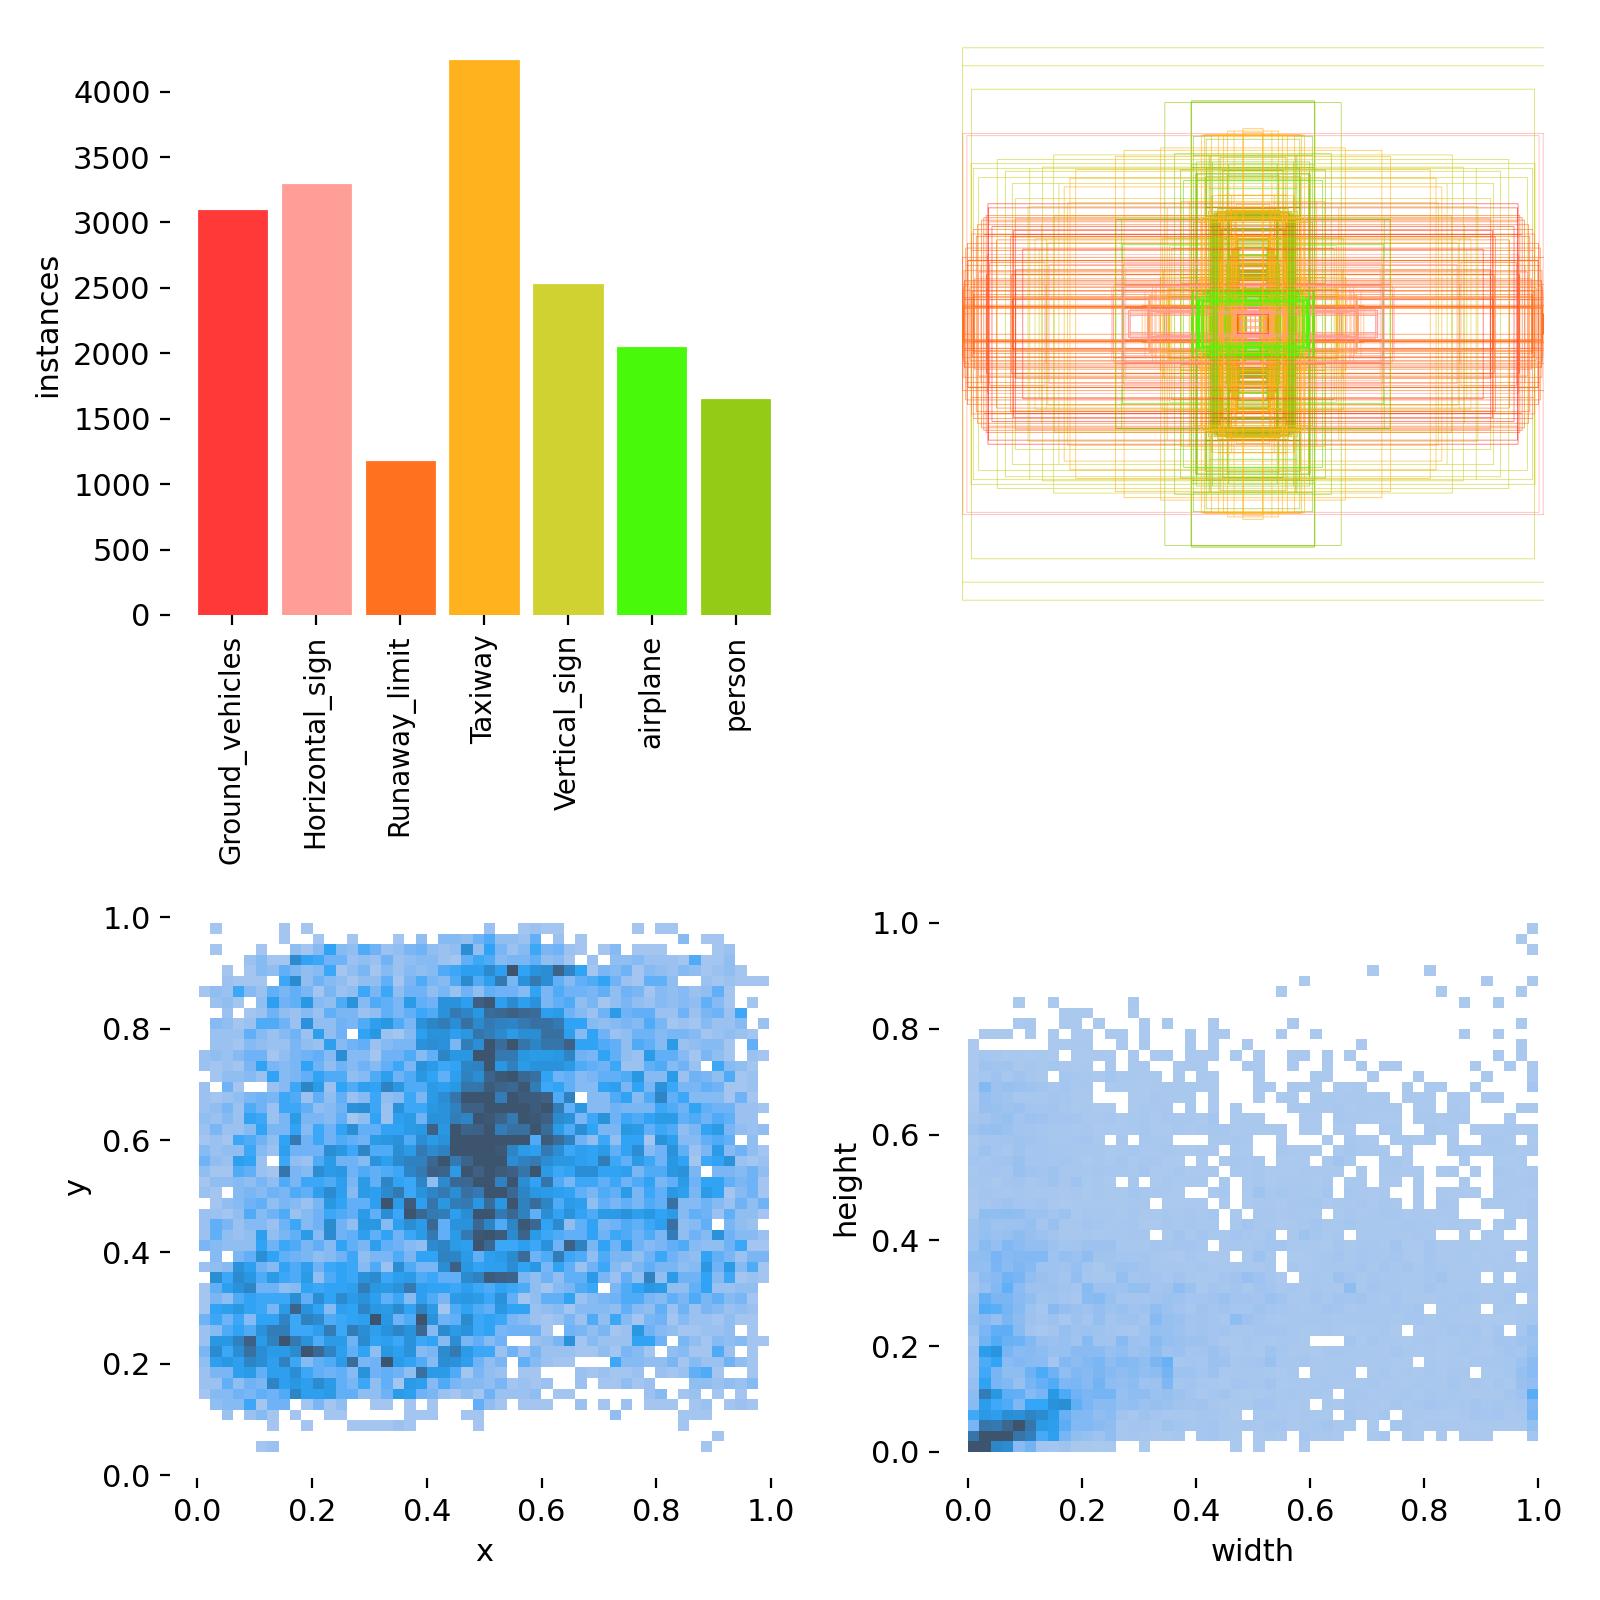 instances
4000
3500
3000
2500
2000
1500
1000
500
0
Ground_vehicles
Horizontal_sign
Runaway_limit
Taxiway
Vertical_sign
airplane
person
y
1.0
0.8
0.6
0.4
0.2
0.0
0.0 0.2 0.4 0.6 0.8 1.0
x
height
1.0
0.8
0.6
0.4
0.2
0.0
0.0 0.2 0.4 0.6 0.8 1.0
width